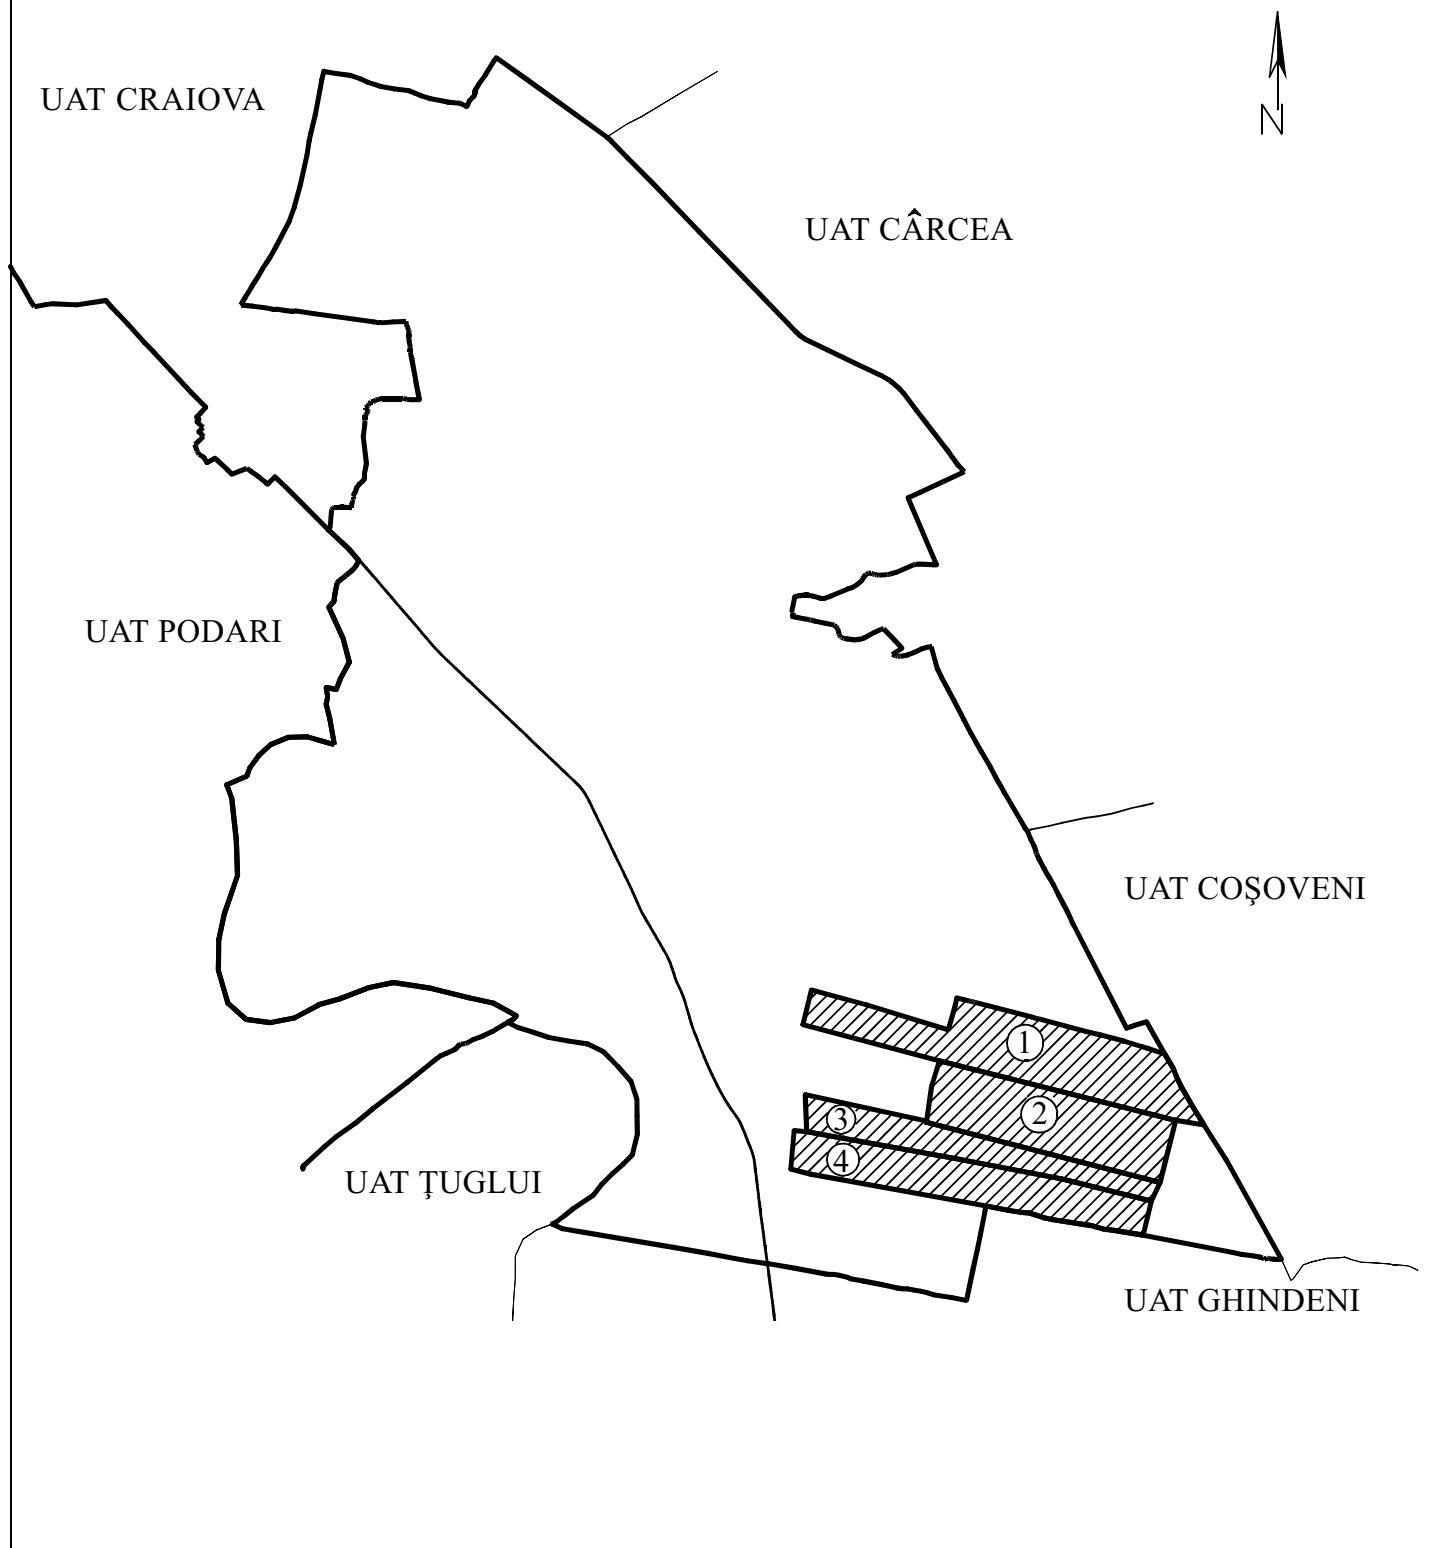 UAT CRAIOVA
N
UAT CÂRCEA
UAT PODARI
UAT COŞOVENI
1
2
3
4
UAT ŢUGLUI
UAT GHINDENI